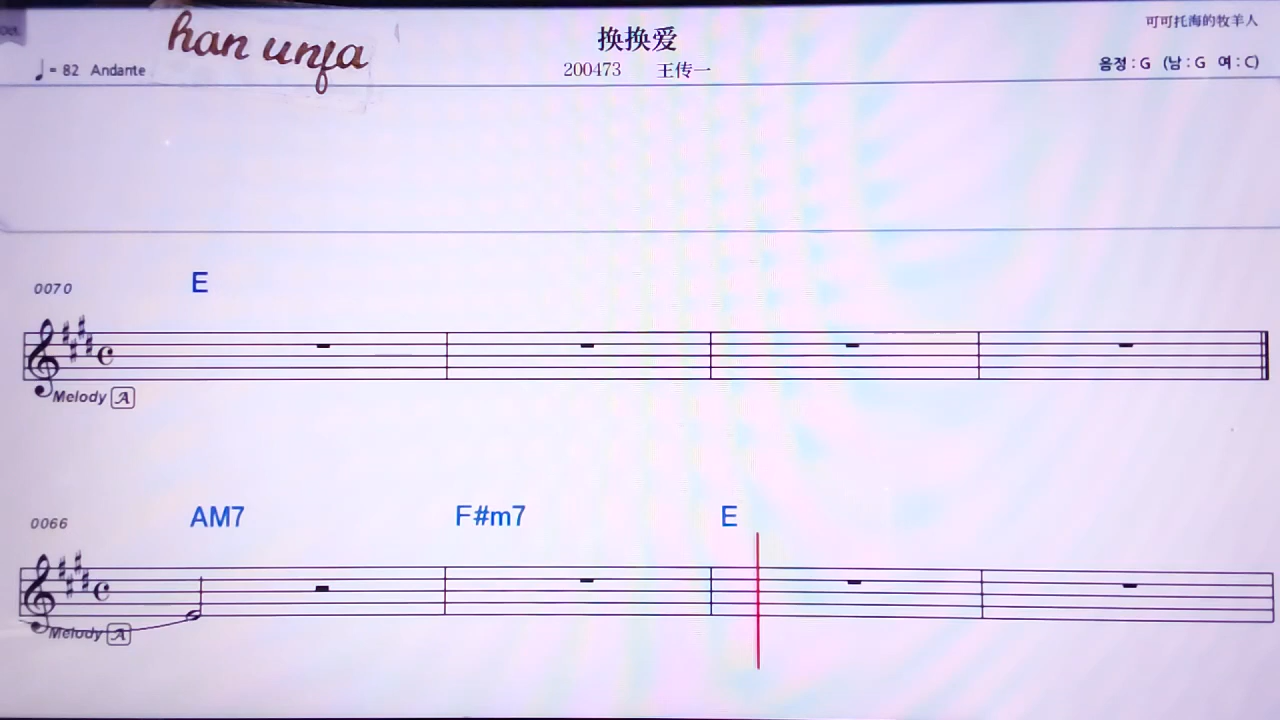 han unfa
换换爱
可可托海的牧羊人
♩= 82 Andante
200473 王传一
음정 : G (남 : G 여 : C)
0070 E
Melody A
0066 AM7 F#m7 E
Melody A